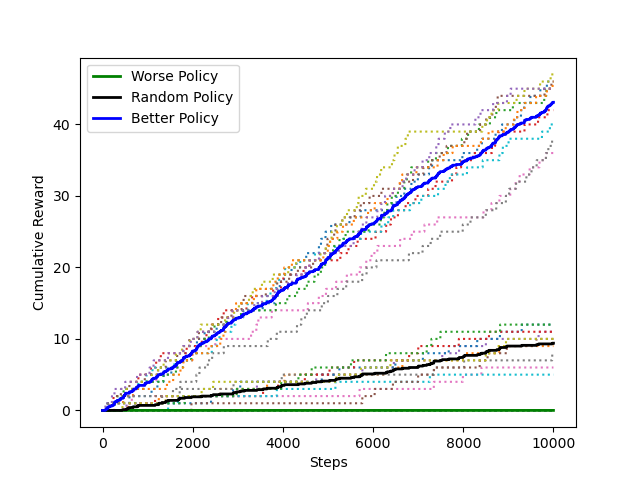 Worse Policy
Random Policy
Better Policy
Cumulative Reward
40
30
20
10
0
0 2000 4000 6000 8000 10000
Steps